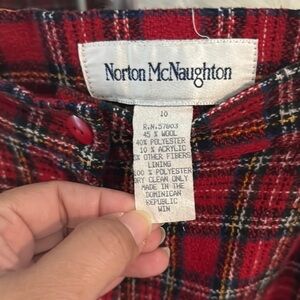 Norton McNaughton
10
R.N.57803
45 % WOOL
40% POLYESTER
10 % ACRYLIC
5% OTHER FIBERS
LINING
100 % POLYESTER
DRY CLEAN ONLY
MADE IN THE
DOMINICAN
REPUBLIC
WIN